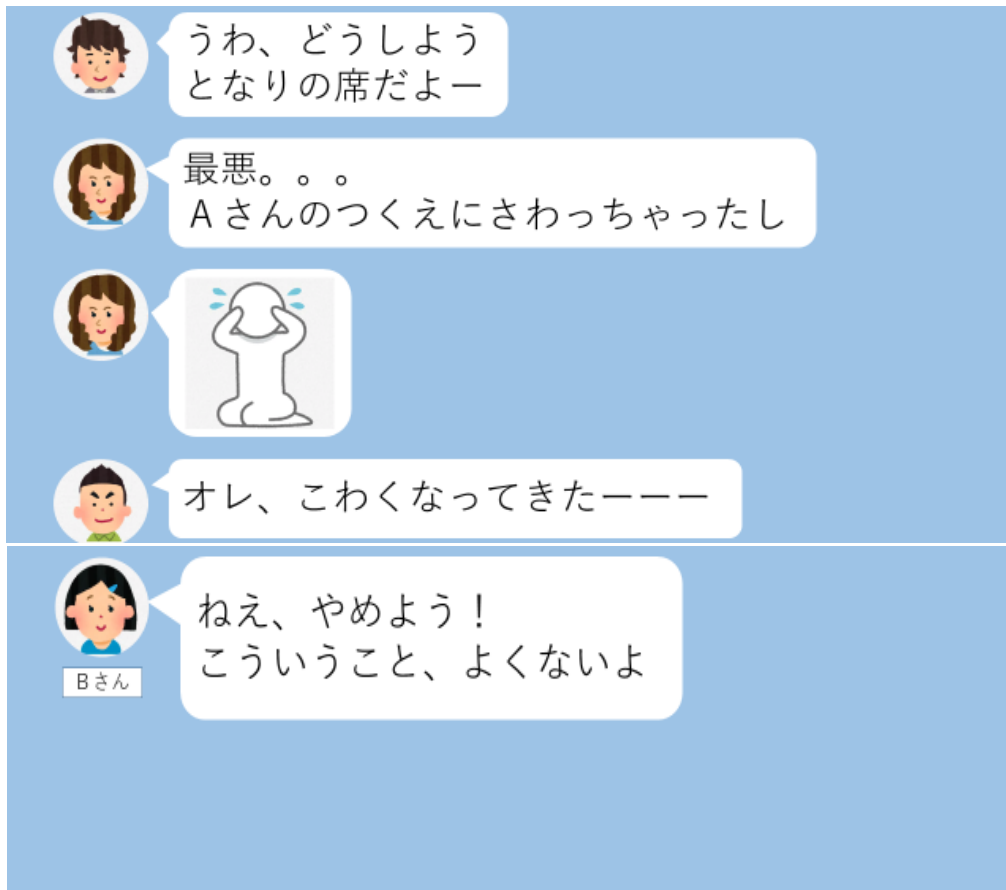 うわ、どうしよう
となりの席だよー
最悪。。。
Ａさんのつくえにさわっちゃったし
オレ、こわくなってきたーーー
ねえ、やめよう！
こういうこと、よくないよ
Ｂさん